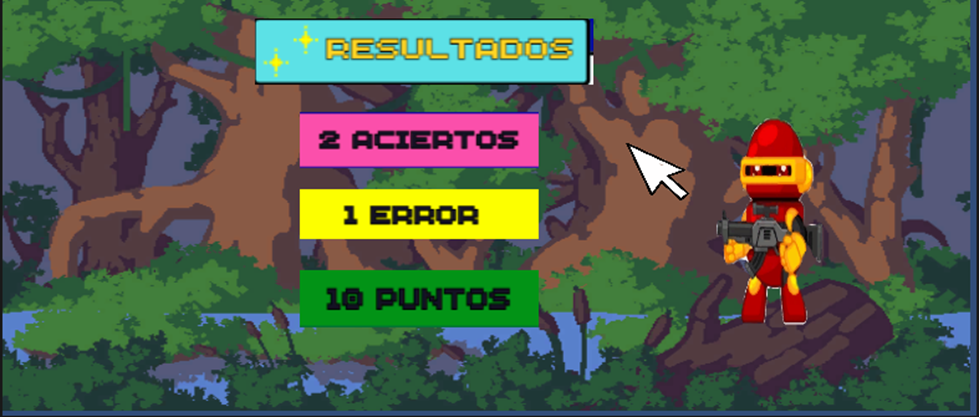 RESULTADOS
2 ACIERTOS
1 ERROR
10 PUNTOS